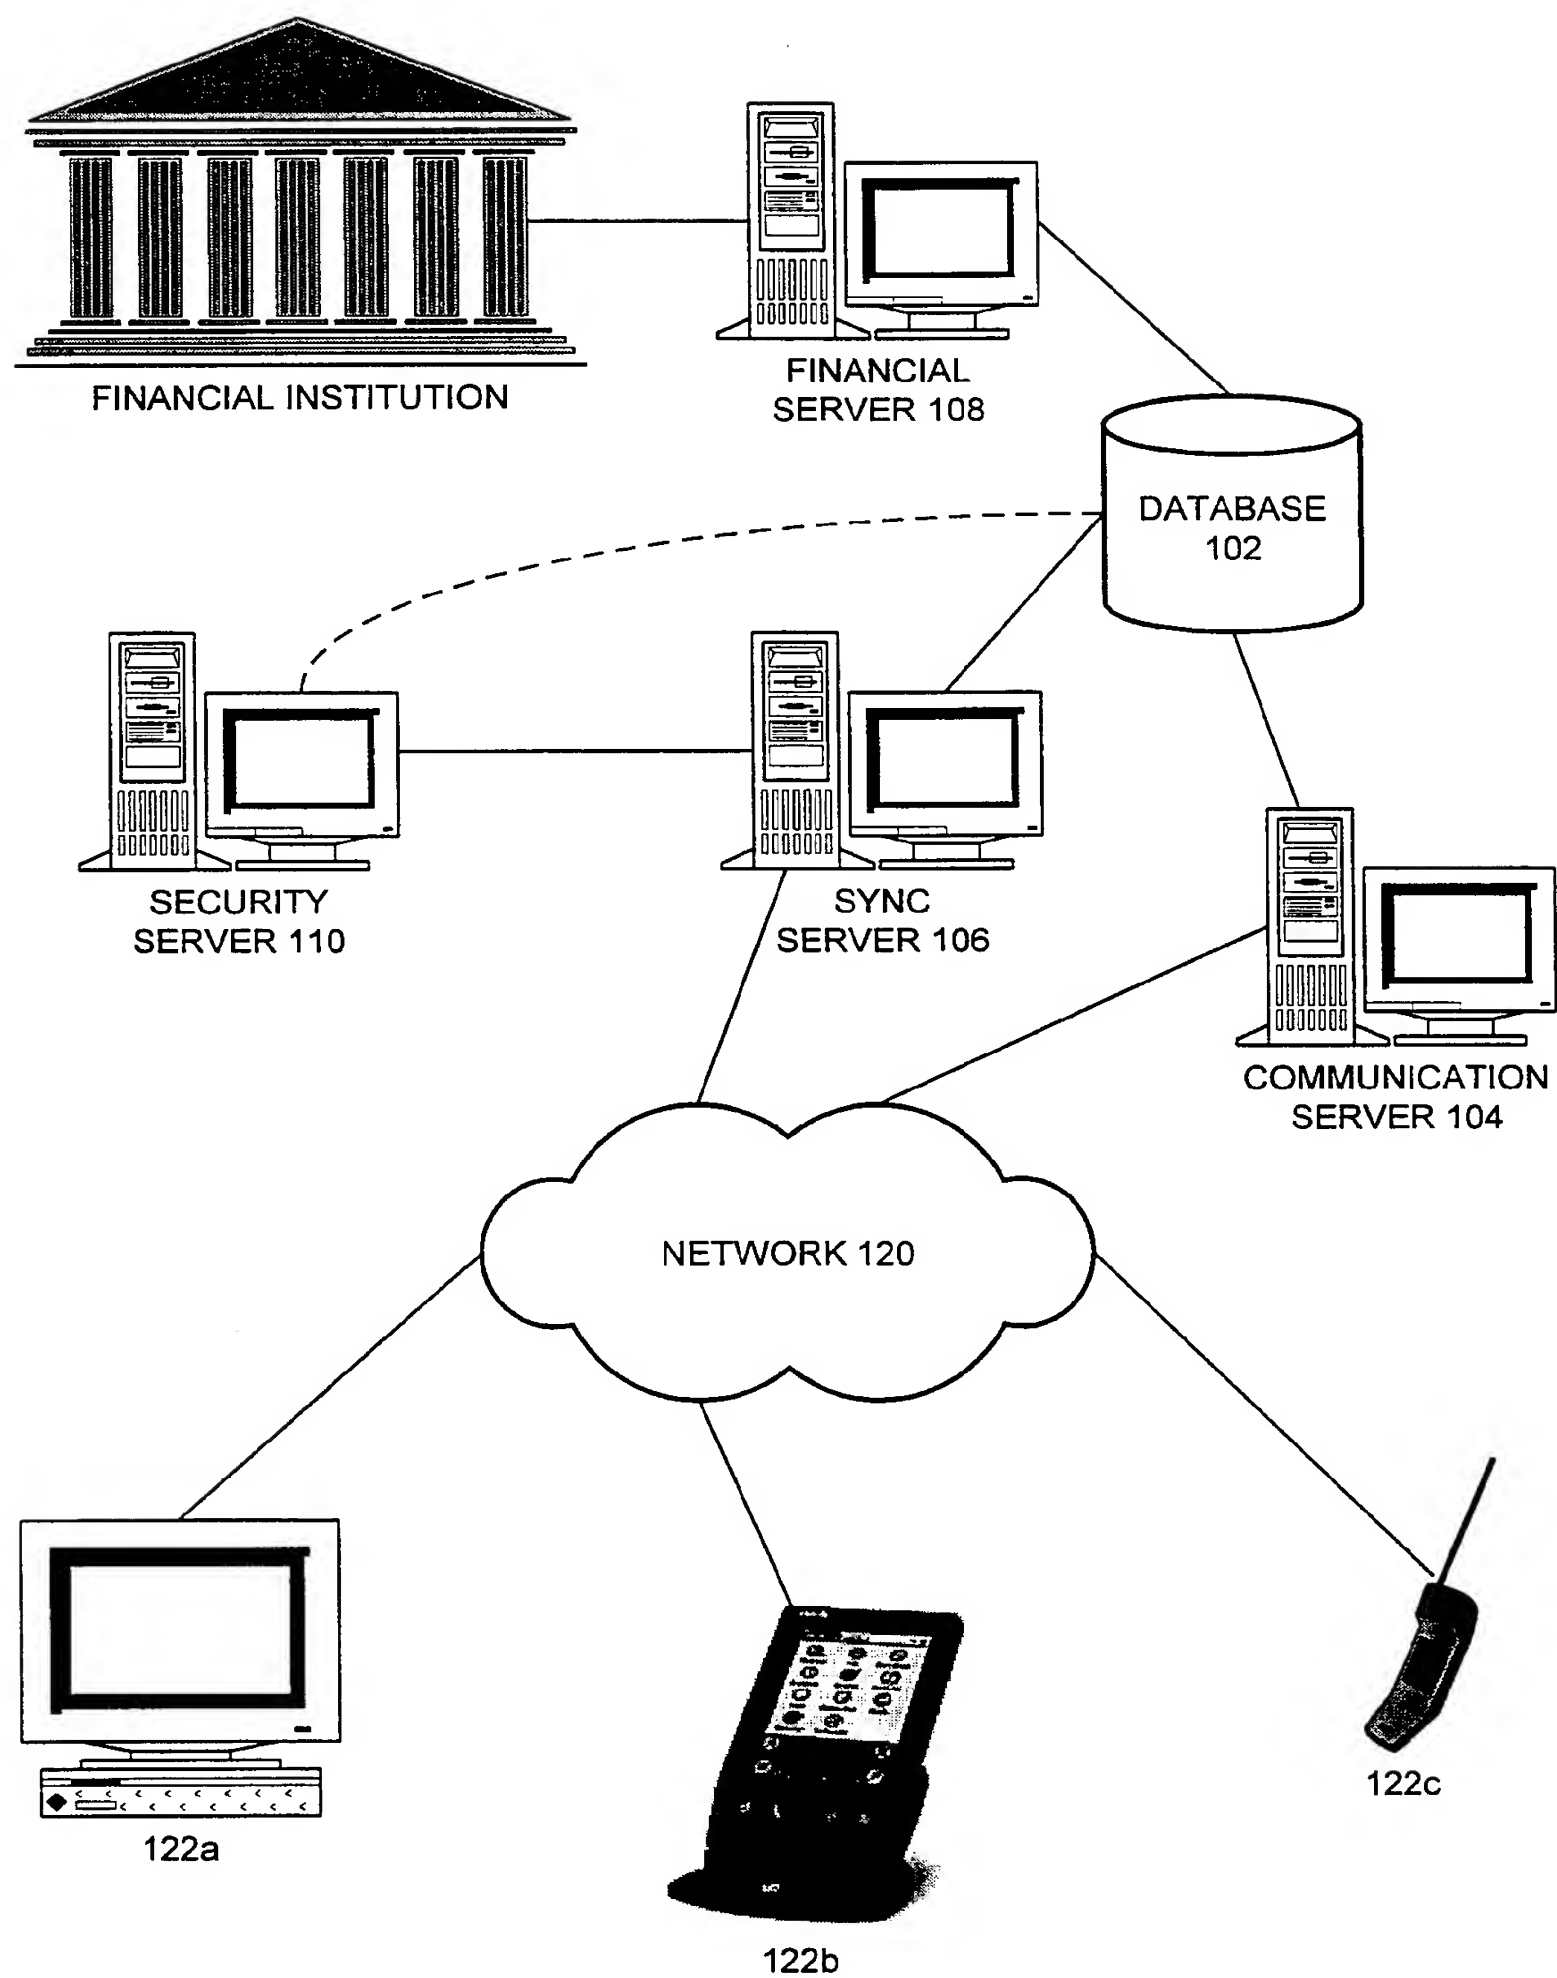 FINANCIAL INSTITUTION
FINANCIAL
SERVER 108
DATABASE
102
SECURITY
SERVER 110
SYNC
SERVER 106
COMMUNICATION
SERVER 104
NETWORK 120
122a
122b
122c